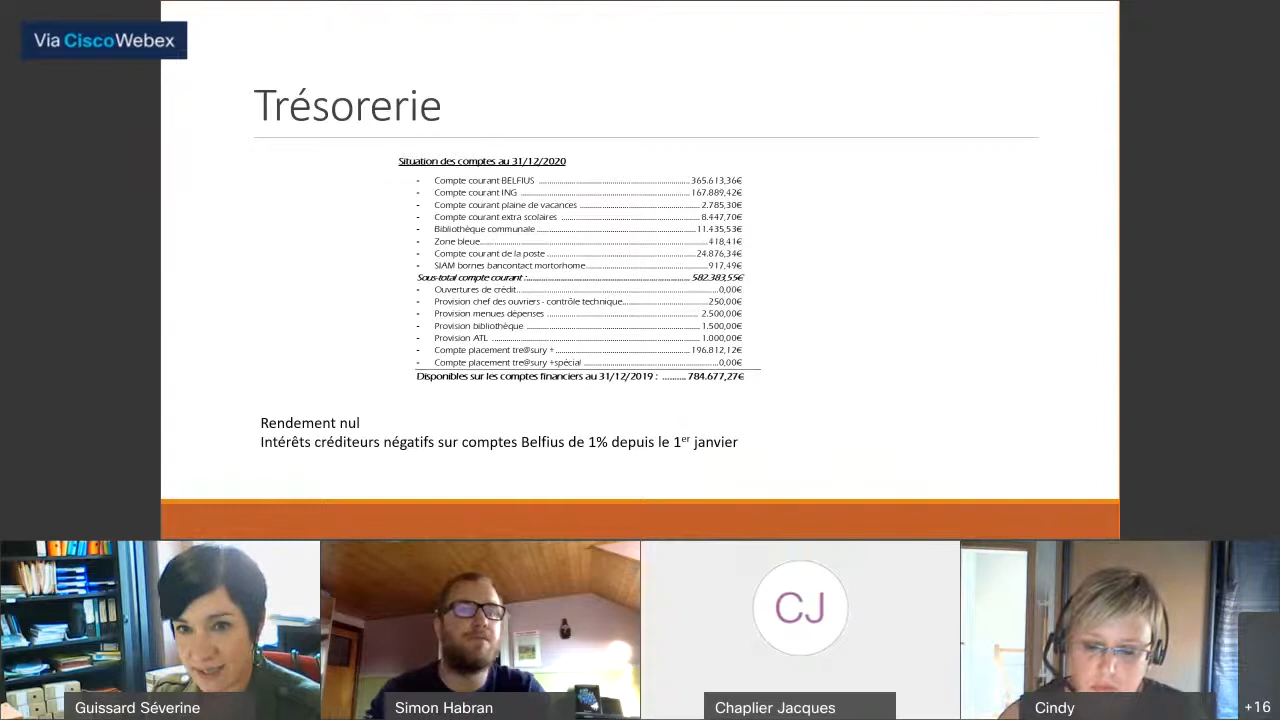 Via CiscoWebex
Trésorerie
Situation des comptes au 31/12/2020
- Compte courant BELFIUS 365.613,36€
- Compte courant ING 167.889,42€
- Compte courant plaine de vacances 2.785,30€
- Compte courant extra scolaires 8.447,70€
- Bibliothèque communale 11.435,53€
- Zone bleue 418,41€
- Compte courant de la poste 24.876,34€
- SIAM bornes bancontact mortorhome 917,49€
Sous-total compte courant : 582.383,55€
- Ouvertures de crédit 0,00€
- Provision chef des ouvriers - contrôle technique 250,00€
- Provision menues dépenses 2.500,00€
- Provision bibliothèque 1.500,00€
- Provision ATL 1.000,00€
- Compte placement tre@sury + 196.812,12€
- Compte placement tre@sury +spécial 0,00€
Disponibles sur les comptes financiers au 31/12/2019 : 784.677,27€
Rendement nul
Intérêts créditeurs négatifs sur comptes Belfius de 1% depuis le 1er janvier
CJ
Guissard Séverine
Simon Habran
Chaplier Jacques
Cindy
+16